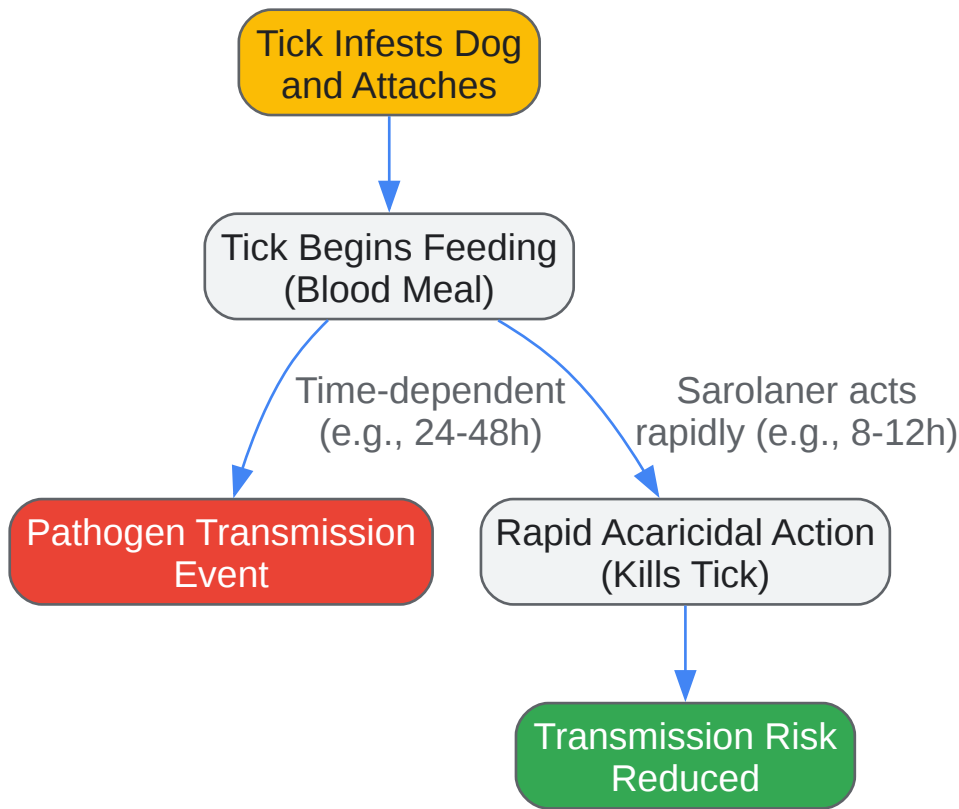 Tick Infests Dog
and Attaches
Tick Begins Feeding
(Blood Meal)
Time-dependent
(e.g., 24-48h)
Sarolaner acts
rapidly (e.g., 8-12h)
Pathogen Transmission
Event
Rapid Acaricidal Action
(Kills Tick)
Transmission Risk
Reduced